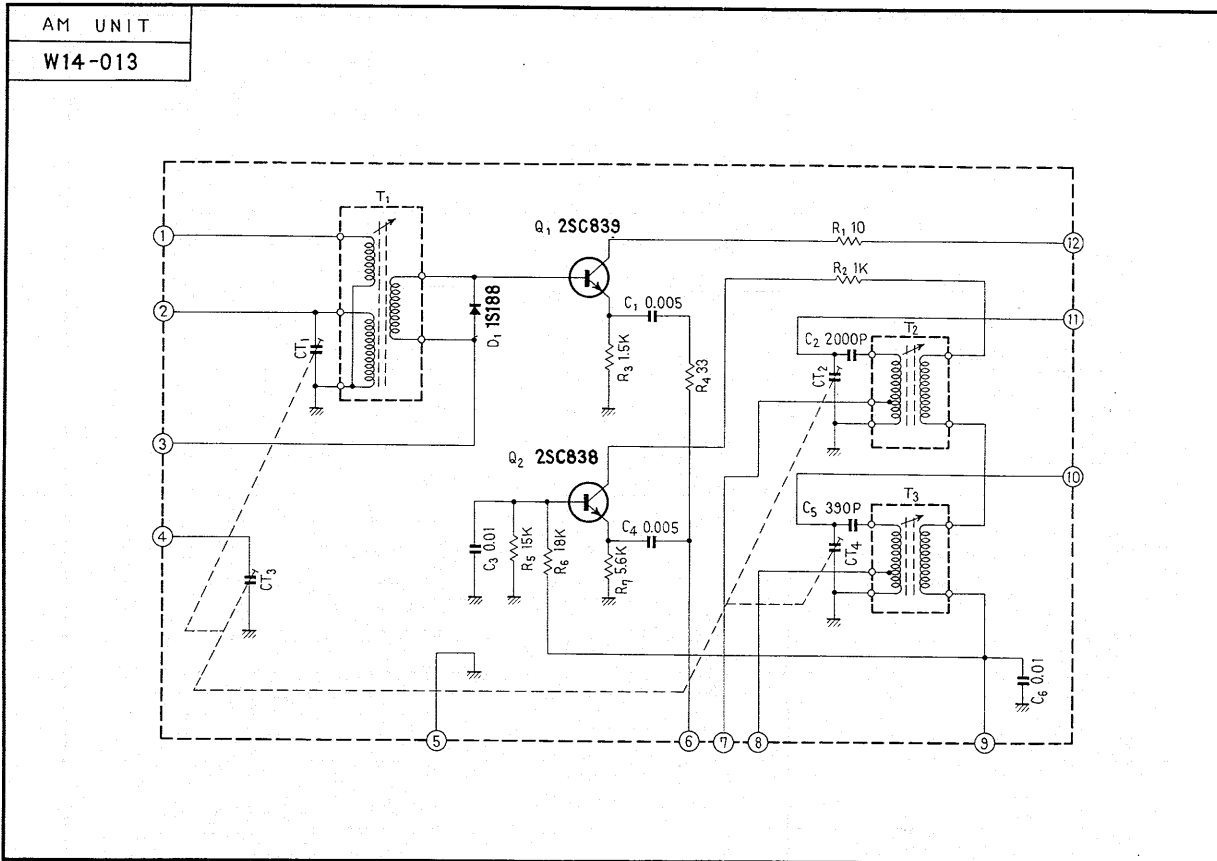 AM UNIT
W14-013
T1
Q1 2SC839
R1 10
1
12
R2 1K
2
C1 0.005
11
D1 1S188
CT1
C2 2000P
T2
R3 1.5K
R4 33
CT2
3
Q2 2SC838
10
T3
C5 390P
4
C3 0.01
R5 15K
R6 18K
C4 0.005
CT4
CT3
R7 5.6K
C6 0.01
5
6
7
8
9